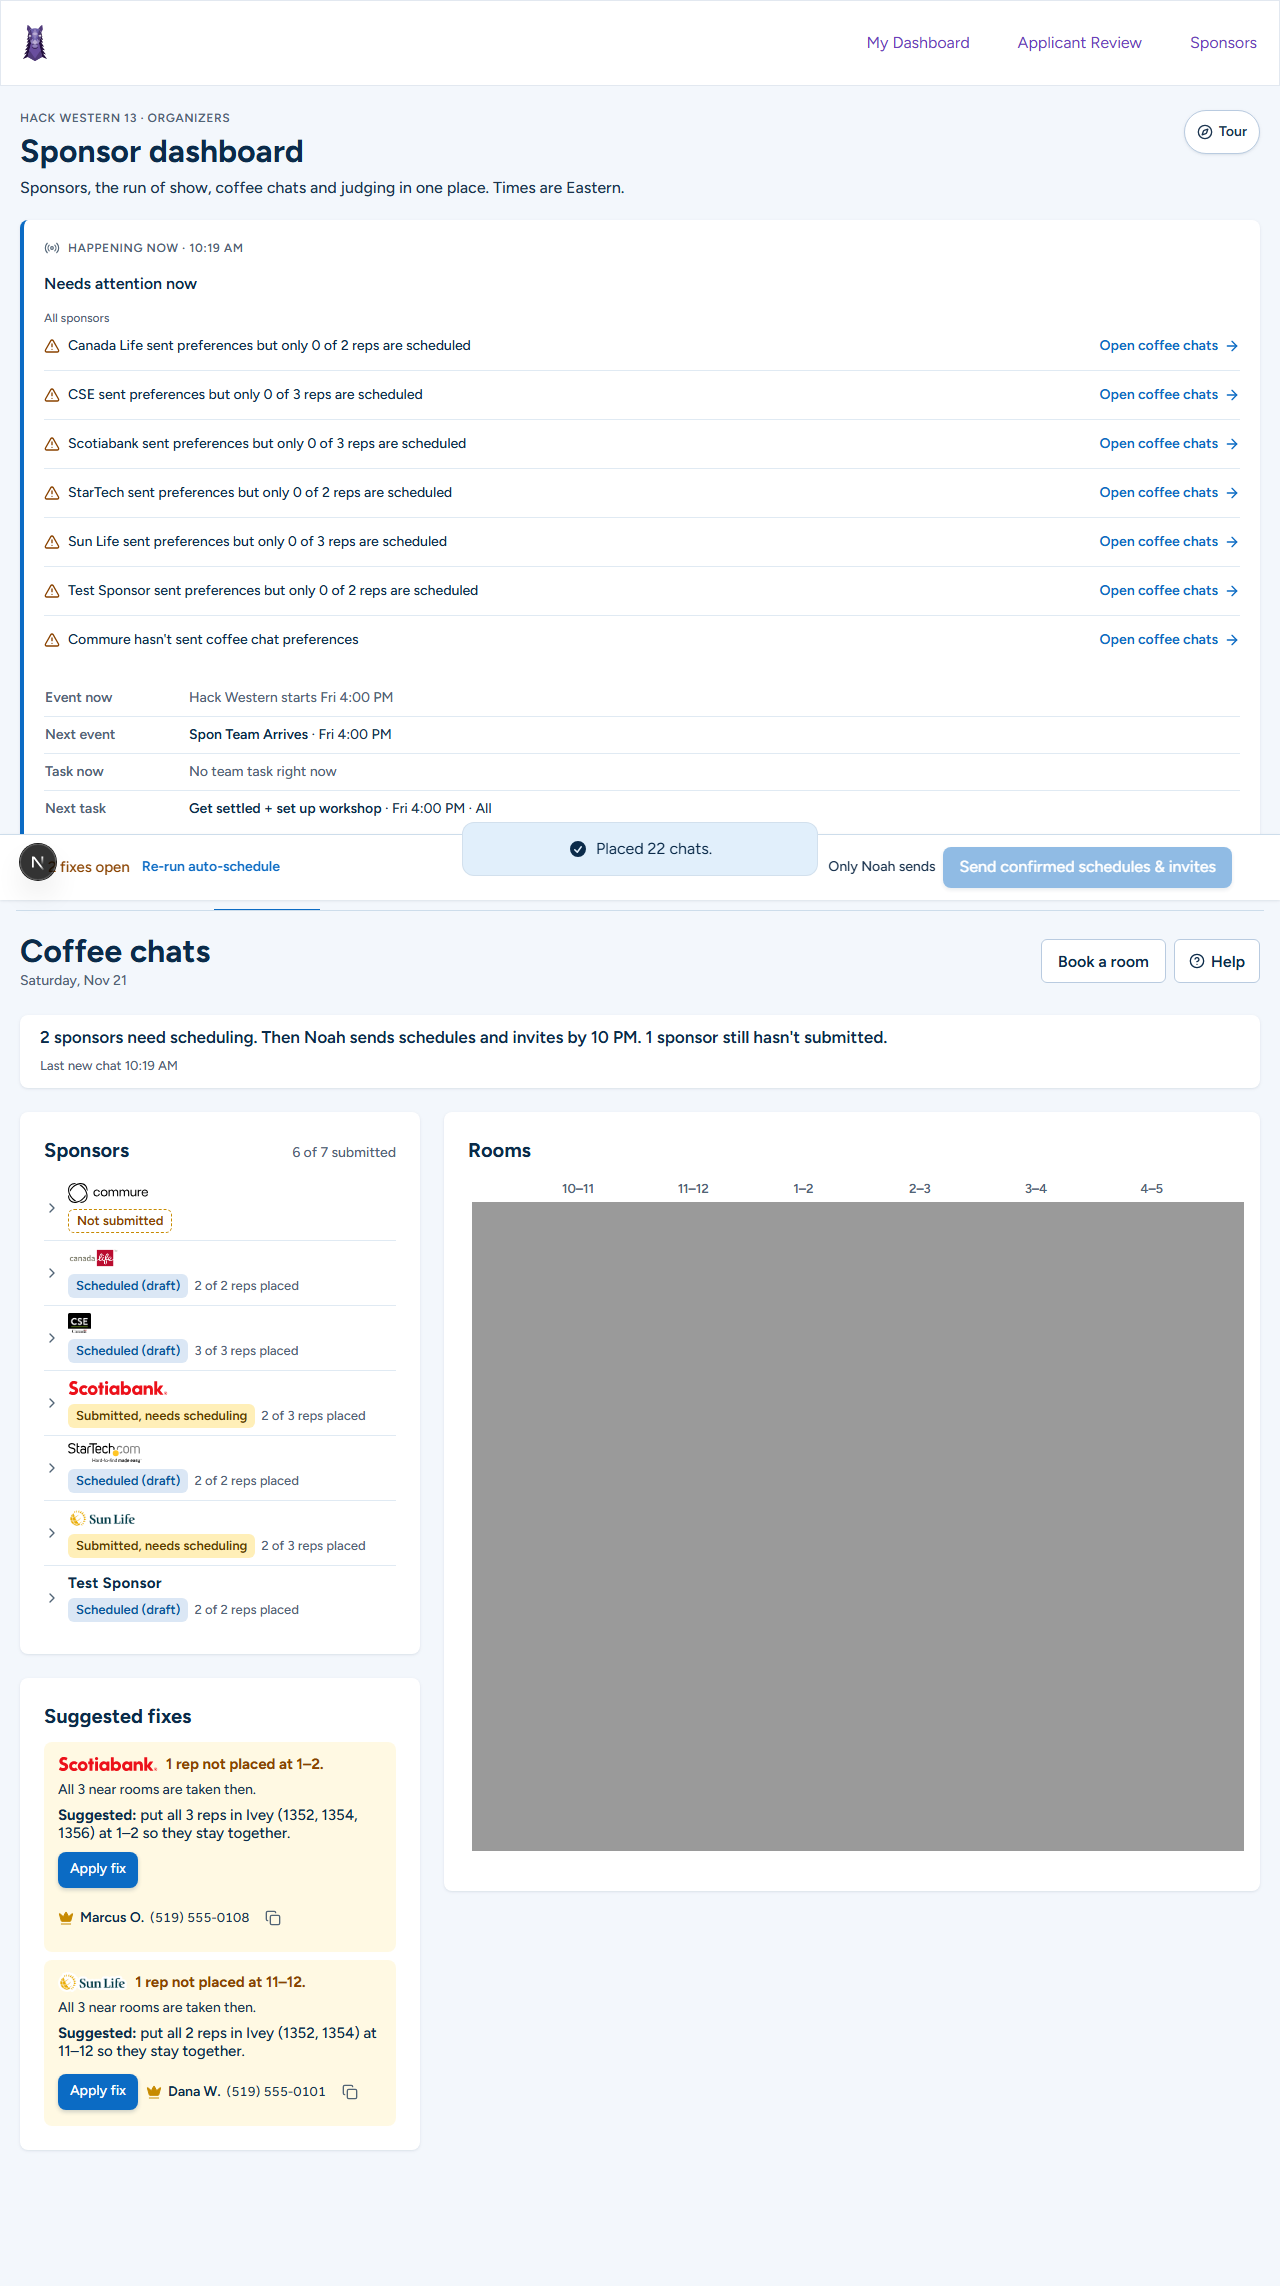 My Dashboard
Applicant Review
Sponsors
HACK WESTERN 13 · ORGANIZERS
Sponsor dashboard
Tour
Sponsors, the run of show, coffee chats and judging in one place. Times are Eastern.
HAPPENING NOW · 10:19 AM
Needs attention now
All sponsors
Canada Life sent preferences but only 0 of 2 reps are scheduled
Open coffee chats
CSE sent preferences but only 0 of 3 reps are scheduled
Open coffee chats
Scotiabank sent preferences but only 0 of 3 reps are scheduled
Open coffee chats
StarTech sent preferences but only 0 of 2 reps are scheduled
Open coffee chats
Sun Life sent preferences but only 0 of 3 reps are scheduled
Open coffee chats
Test Sponsor sent preferences but only 0 of 2 reps are scheduled
Open coffee chats
Commure hasn't sent coffee chat preferences
Open coffee chats
Event now
Hack Western starts Fri 4:00 PM
Next event
Spon Team Arrives · Fri 4:00 PM
Task now
No team task right now
Next task
Get settled + set up workshop · Fri 4:00 PM · All
N
2 fixes open
Re-run auto-schedule
Placed 22 chats.
Only Noah sends
Send confirmed schedules & invites
Coffee chats
Saturday, Nov 21
Book a room
Help
2 sponsors need scheduling. Then Noah sends schedules and invites by 10 PM. 1 sponsor still hasn't submitted.
Last new chat 10:19 AM
Sponsors
6 of 7 submitted
commure
Not submitted
canada life
Scheduled (draft)
2 of 2 reps placed
CSE
Canada
Scheduled (draft)
3 of 3 reps placed
Scotiabank.
Submitted, needs scheduling
2 of 3 reps placed
StarTech.com
Hard-to-find made easy
Scheduled (draft)
2 of 2 reps placed
Sun Life
Submitted, needs scheduling
2 of 3 reps placed
Test Sponsor
Scheduled (draft)
2 of 2 reps placed
Rooms
10–11
11–12
1–2
2–3
3–4
4–5
Suggested fixes
Scotiabank. 1 rep not placed at 1–2.
All 3 near rooms are taken then.
Suggested: put all 3 reps in Ivey (1352, 1354,
1356) at 1–2 so they stay together.
Apply fix
Marcus O. (519) 555-0108
Sun Life 1 rep not placed at 11–12.
All 3 near rooms are taken then.
Suggested: put all 2 reps in Ivey (1352, 1354) at
11–12 so they stay together.
Apply fix
Dana W. (519) 555-0101